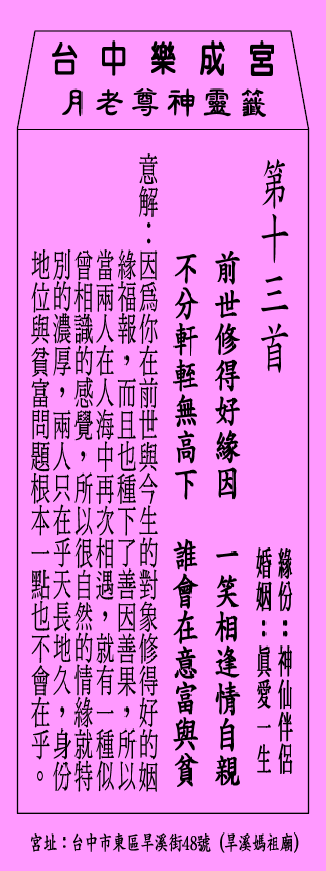 台中樂成宮
月老尊神靈籤
第十三首
緣份：神仙伴侶
婚姻：真愛一生
前世修得好緣因　一笑相逢情自親
不分軒輊無高下　誰會在意富與貧
意解：因為你在前世與今生的對象修得好的姻
緣福報，而且也種下了善因善果，所以
當兩人在人海中再次相遇，就有一種似
曾相識的感覺，所以很自然的情緣就特
別的濃厚，兩人只在乎天長地久，身份
地位與貧富問題根本一點也不會在乎。
宮址：台中市東區旱溪街48號（旱溪媽祖廟）